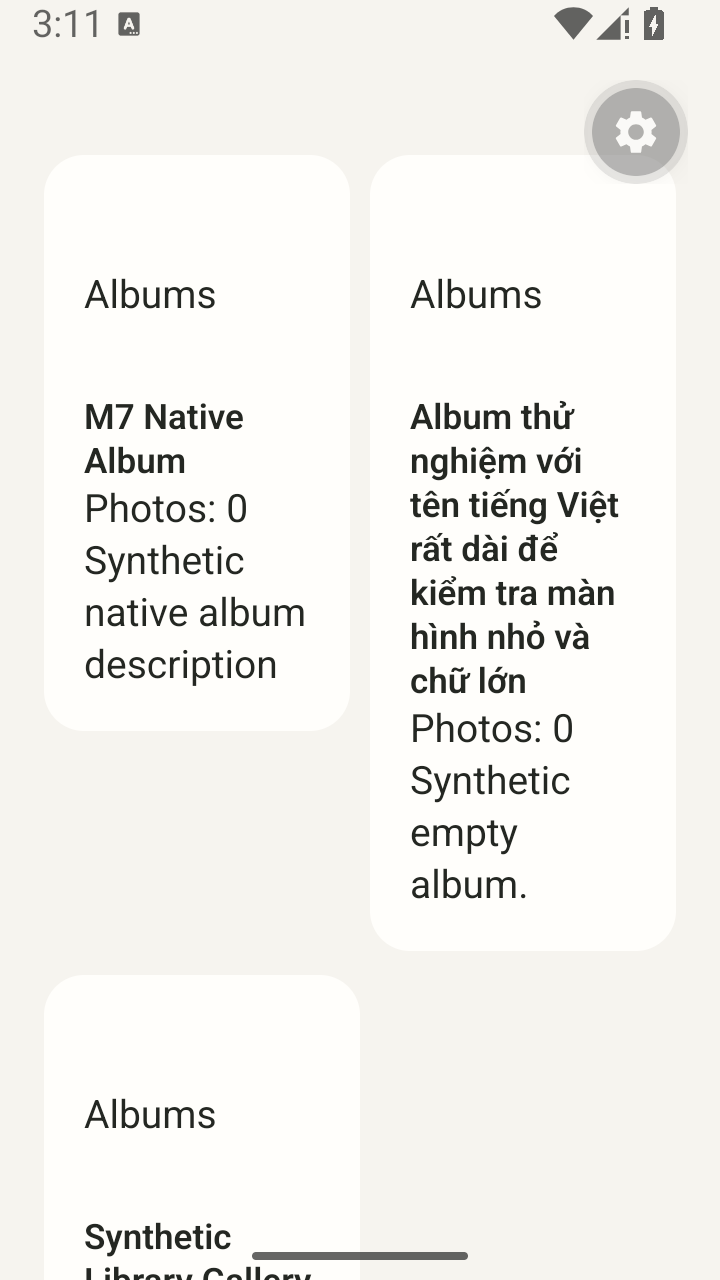 3:11
A
Albums
M7 Native
Album
Photos: 0
Synthetic
native album
description
Albums
Album thử
nghiệm với
tên tiếng Việt
rất dài để
kiểm tra màn
hình nhỏ và
chữ lớn
Photos: 0
Synthetic
empty
album.
Albums
Synthetic
Library Gallery